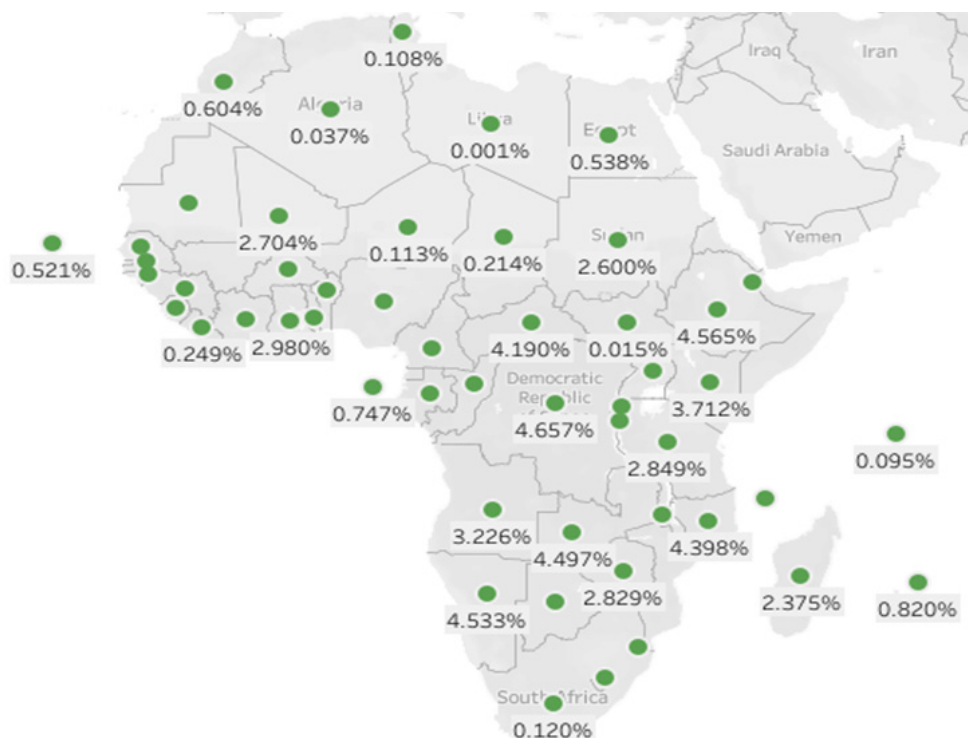 Iraq
Iran
0.108%
0.604%
Algeria
0.037%
Libya
0.001%
Egypt
0.538%
Saudi Arabia
Yemen
0.521%
2.704%
0.113%
0.214%
Sudan
2.600%
0.249%
2.980%
4.190%
0.015%
4.565%
0.747%
Democratic
Republic
4.657%
3.712%
2.849%
0.095%
3.226%
4.497%
4.398%
4.533%
2.829%
2.375%
0.820%
South Africa
0.120%